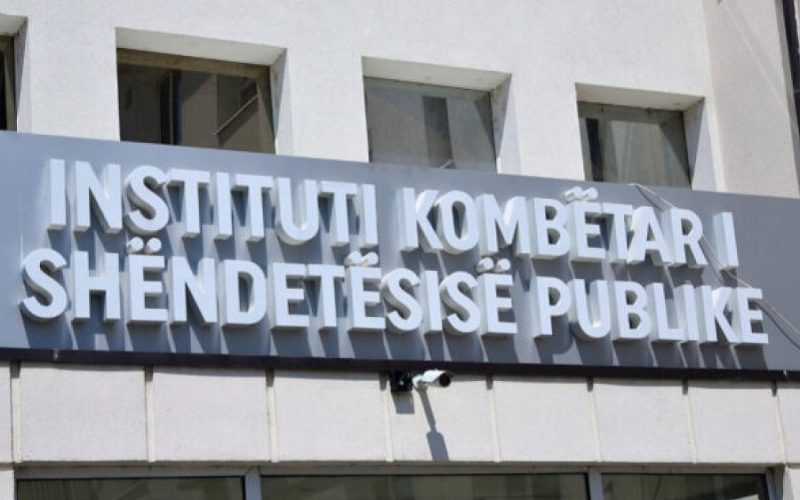 INSTITUTI KOMBËTAR I
SHËNDETËSISË PUBLIKE